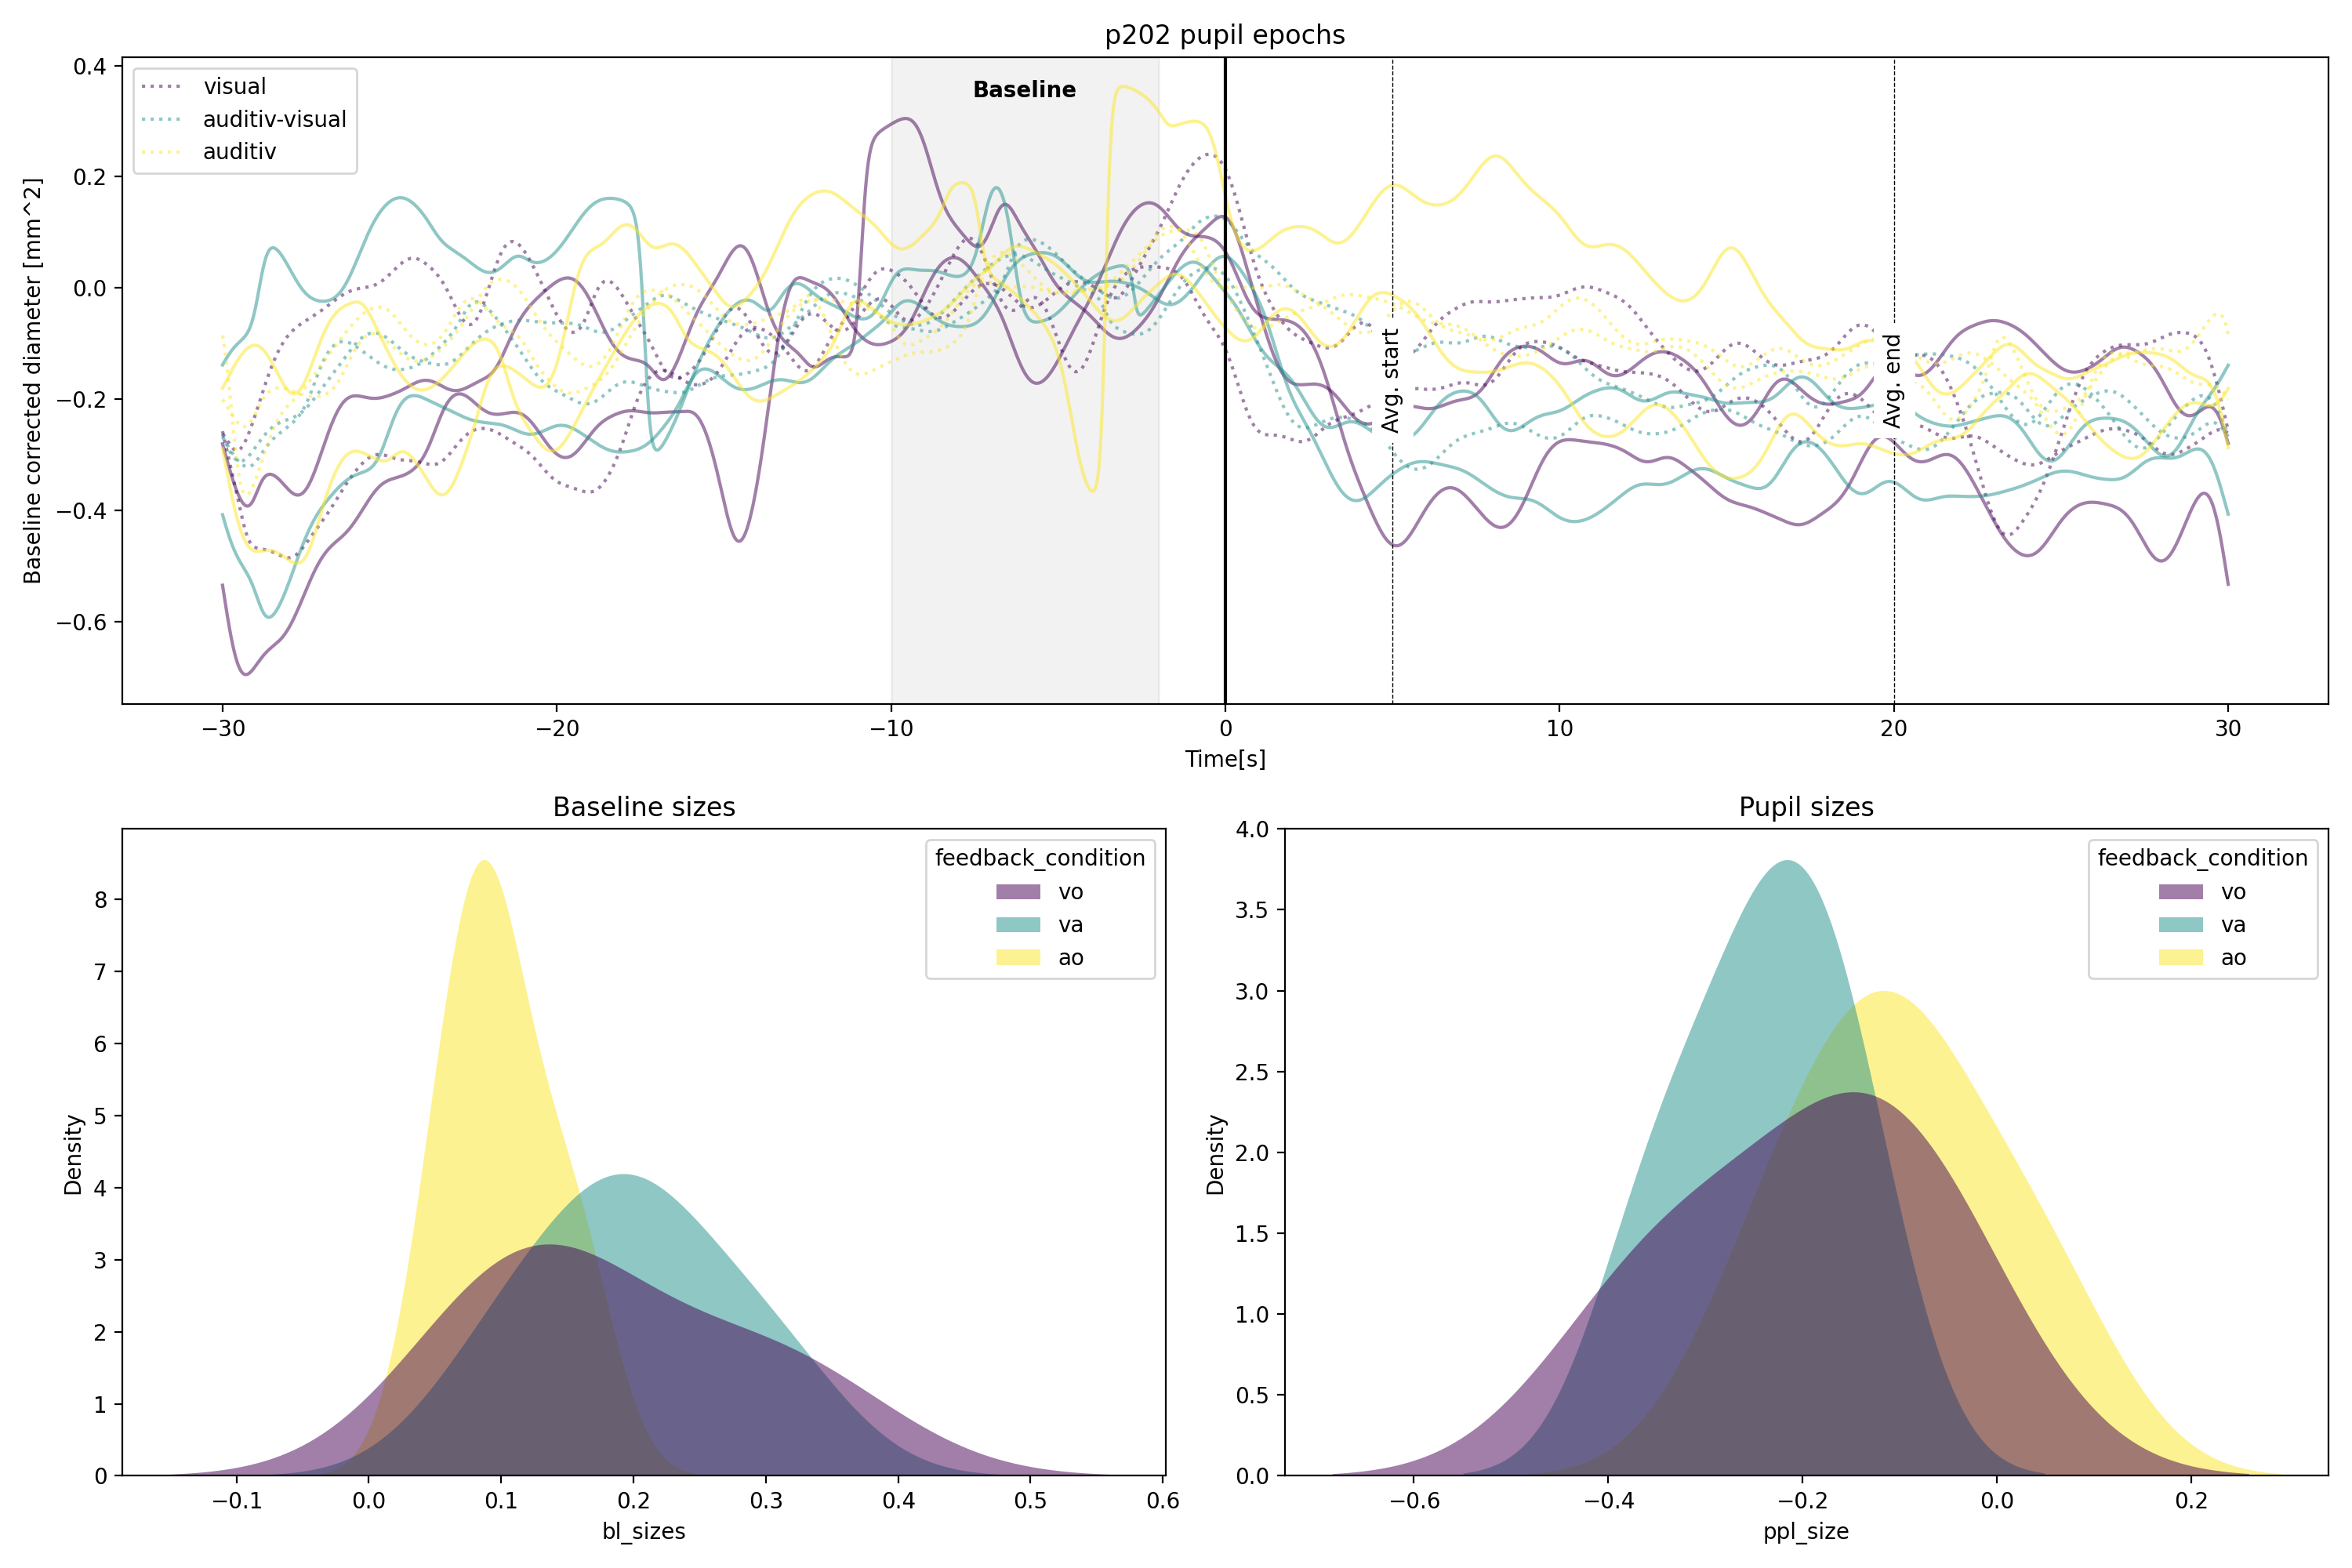 p202 pupil epochs
Baseline corrected diameter [mm^2]
0.4
0.2
0.0
−0.2
−0.4
−0.6
visual
auditiv-visual
auditiv
Baseline
Avg. start
Avg. end
−30
−20
−10
0
10
20
30
Time[s]
Baseline sizes
Density
8
7
6
5
4
3
2
1
0
feedback_condition
vo
va
ao
−0.1
0.0
0.1
0.2
0.3
0.4
0.5
0.6
bl_sizes
Pupil sizes
Density
4.0
3.5
3.0
2.5
2.0
1.5
1.0
0.5
0.0
feedback_condition
vo
va
ao
−0.6
−0.4
−0.2
0.0
0.2
ppl_size